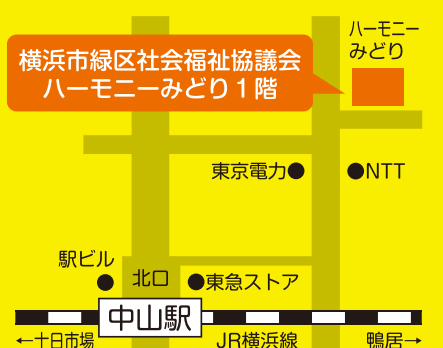 ハーモニー
みどり
横浜市緑区社会福祉協議会
ハーモニーみどり1階
東京電力●
●NTT
駅ビル
北口
●東急ストア
中山駅
←十日市場
JR横浜線
鴨居→